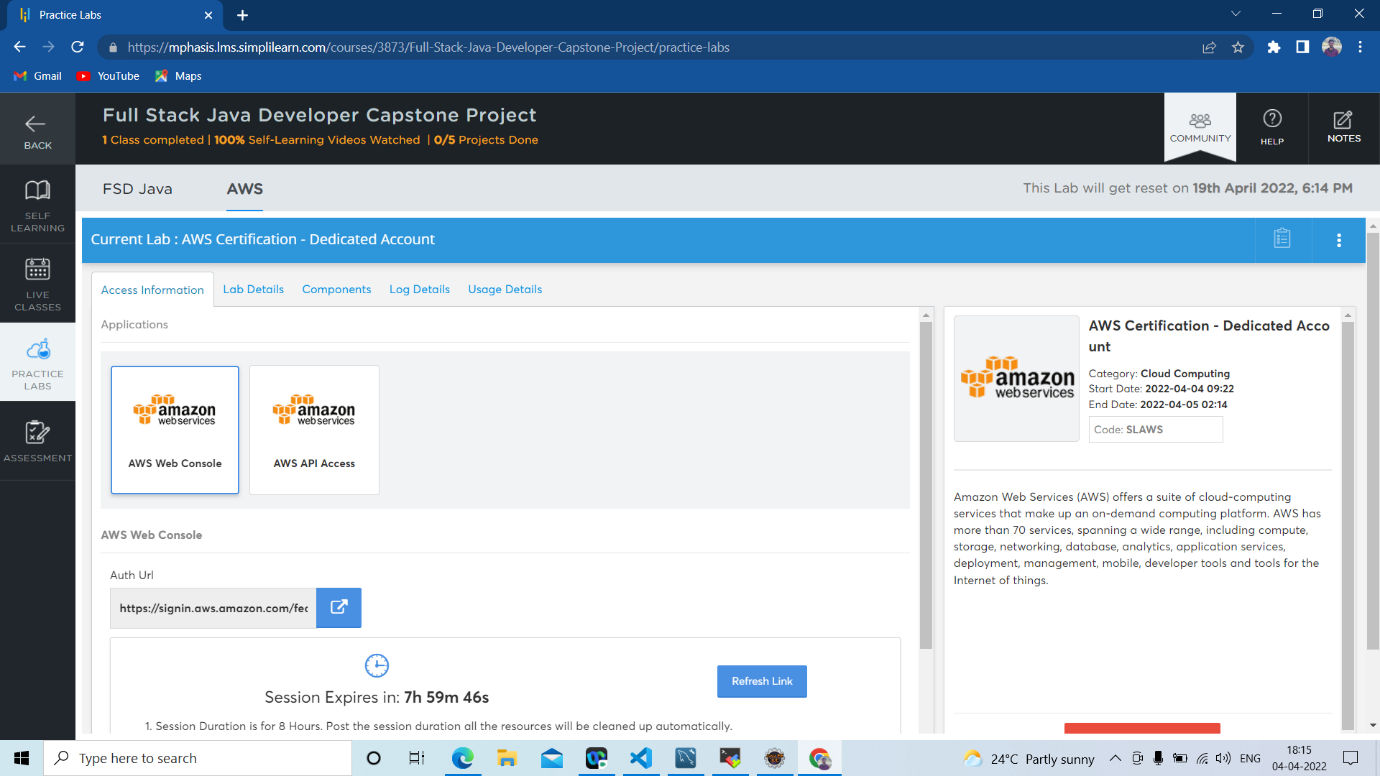 Practice Labs
https://mphasis.lms.simplilearn.com/courses/3873/Full-Stack-Java-Developer-Capstone-Project/practice-labs
Gmail YouTube Maps
BACK
Full Stack Java Developer Capstone Project
1 Class completed | 100% Self-Learning Videos Watched | 0/5 Projects Done
COMMUNITY
HELP
NOTES
SELF
LEARNING
LIVE
CLASSES
PRACTICE
LABS
ASSESSMENT
FSD Java AWS
This Lab will get reset on 19th April 2022, 6:14 PM
Current Lab : AWS Certification - Dedicated Account
Access Information Lab Details Components Log Details Usage Details
Applications
amazon
webservices
AWS Web Console
amazon
webservices
AWS API Access
AWS Web Console
Auth Url
https://signin.aws.amazon.com/fed
Session Expires in: 7h 59m 46s
Refresh Link
1. Session Duration is for 8 Hours. Post the session duration all the resources will be cleaned up automatically.
amazon
webservices
AWS Certification - Dedicated Acco
unt
Category: Cloud Computing
Start Date: 2022-04-04 09:22
End Date: 2022-04-05 02:14
Code: SLAWS
Amazon Web Services (AWS) offers a suite of cloud-computing
services that make up an on-demand computing platform. AWS has
more than 70 services, spanning a wide range, including compute,
storage, networking, database, analytics, application services,
deployment, management, mobile, developer tools and tools for the
Internet of things.
Type here to search
24°C Partly sunny
ENG
18:15
04-04-2022